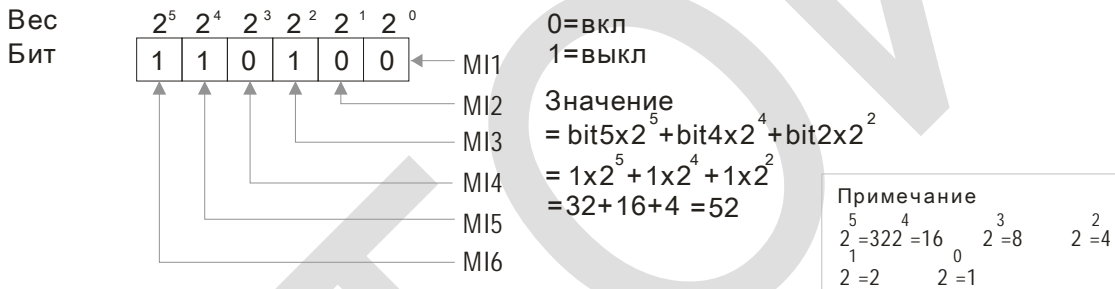 Вес 2⁵ 2⁴ 2³ 2² 2¹ 2⁰
Бит 1 1 0 1 0 0
MI1
MI2
MI3
MI4
MI5
MI6
0=вкл
1=выкл
Значение
= bit5x2⁵+bit4x2⁴+bit2x2²
= 1x2⁵+1x2⁴+1x2²
=32+16+4 =52
Примечание
2⁵=322⁴=16 2³=8 2²=4
2¹=2 2⁰=1